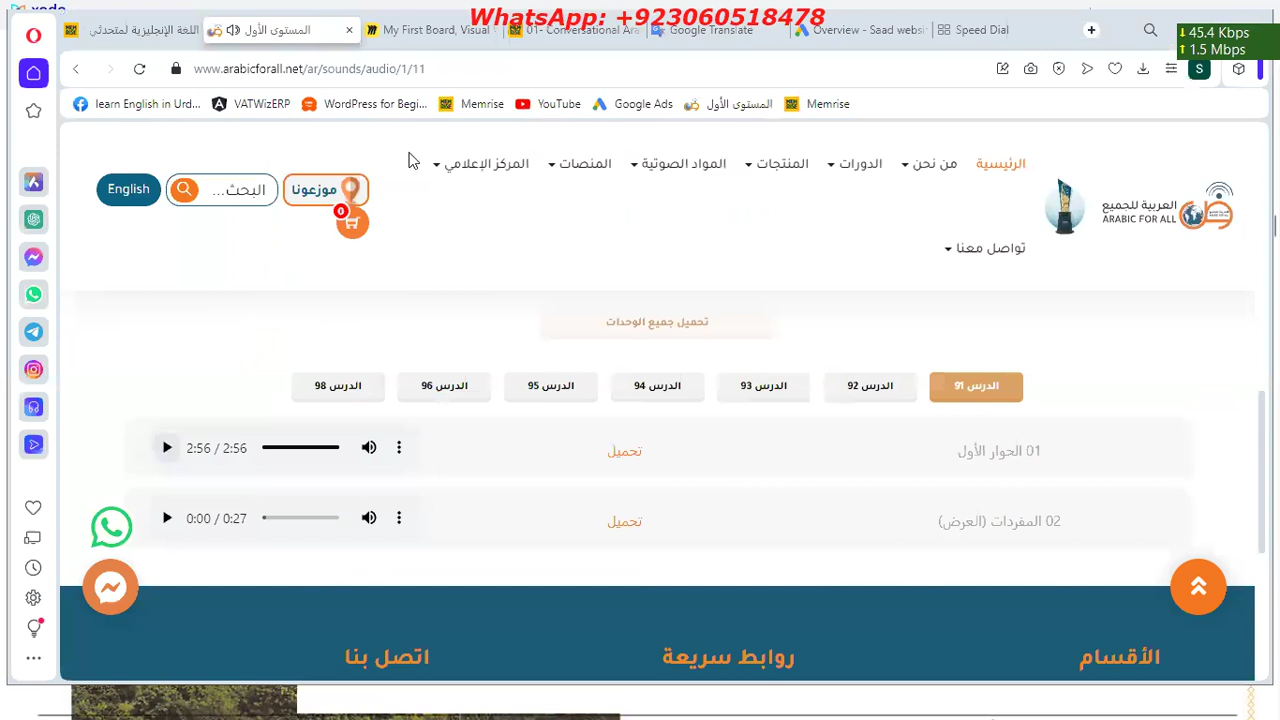 WhatsApp: +923060518478
45.4 Kbps
1.5 Mbps
اللغة الإنجليزية لمتحدثي
المستوى الأول
My First Board, Visual
01- Conversational Ara
Google Translate
Overview - Saad websi
Speed Dial
www.arabicforall.net/ar/sounds/audio/1/11
S
learn English in Urd...
VATWizERP
WordPress for Begi...
Memrise
YouTube
Google Ads
المستوى الأول
Memrise
الرئيسية
من نحن
الدورات
المنتجات
المواد الصوتية
المنصات
المركز الإعلامي
تواصل معنا
العربية للجميع
ARABIC FOR ALL
موزعونا
البحث...
English
0
تحميل جميع الوحدات
الدرس 91
الدرس 92
الدرس 93
الدرس 94
الدرس 95
الدرس 96
الدرس 98
01 الحوار الأول
تحميل
2:56 / 2:56
02 المفردات (العرض)
تحميل
0:00 / 0:27
الأقسام
روابط سريعة
اتصل بنا